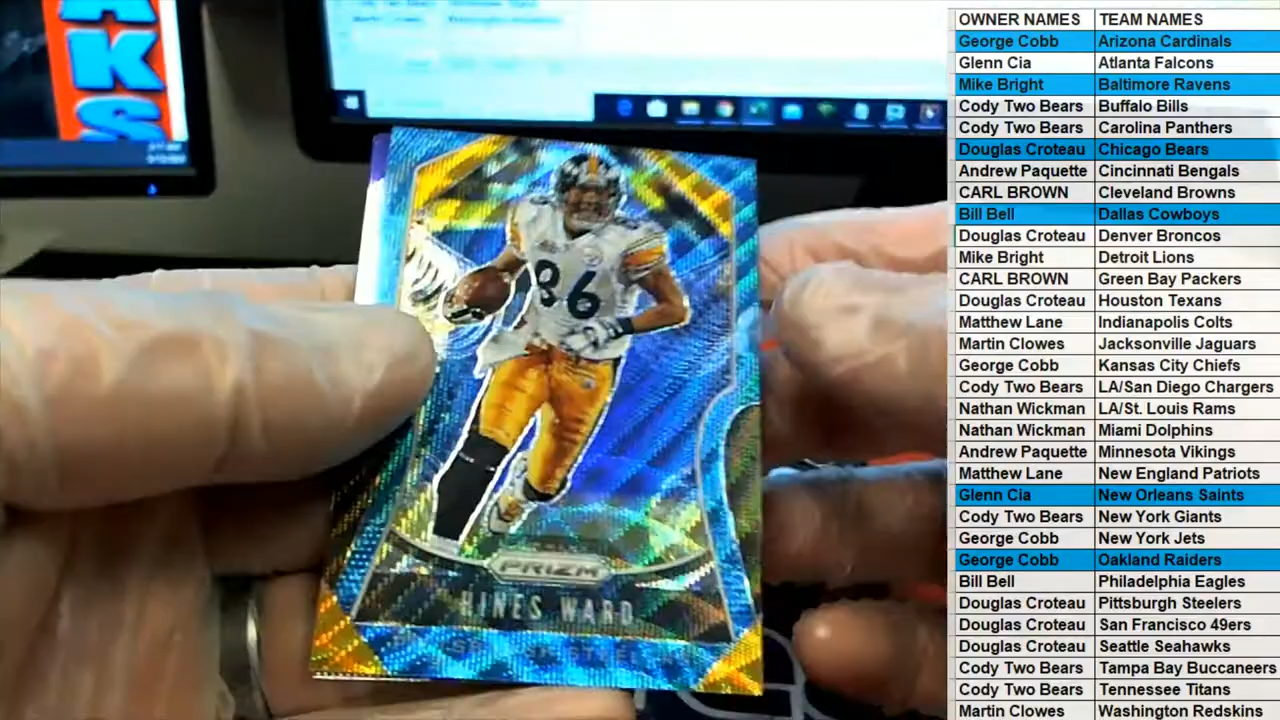 AKS
86
PRIZM
HINES WARD
OWNER NAMES TEAM NAMES
George Cobb Arizona Cardinals
Glenn Cia Atlanta Falcons
Mike Bright Baltimore Ravens
Cody Two Bears Buffalo Bills
Cody Two Bears Carolina Panthers
Douglas Croteau Chicago Bears
Andrew Paquette Cincinnati Bengals
CARL BROWN Cleveland Browns
Bill Bell Dallas Cowboys
Douglas Croteau Denver Broncos
Mike Bright Detroit Lions
CARL BROWN Green Bay Packers
Douglas Croteau Houston Texans
Matthew Lane Indianapolis Colts
Martin Clowes Jacksonville Jaguars
George Cobb Kansas City Chiefs
Cody Two Bears LA/San Diego Chargers
Nathan Wickman LA/St. Louis Rams
Nathan Wickman Miami Dolphins
Andrew Paquette Minnesota Vikings
Matthew Lane New England Patriots
Glenn Cia New Orleans Saints
Cody Two Bears New York Giants
George Cobb New York Jets
George Cobb Oakland Raiders
Bill Bell Philadelphia Eagles
Douglas Croteau Pittsburgh Steelers
Douglas Croteau San Francisco 49ers
Douglas Croteau Seattle Seahawks
Cody Two Bears Tampa Bay Buccaneers
Cody Two Bears Tennessee Titans
Martin Clowes Washington Redskins